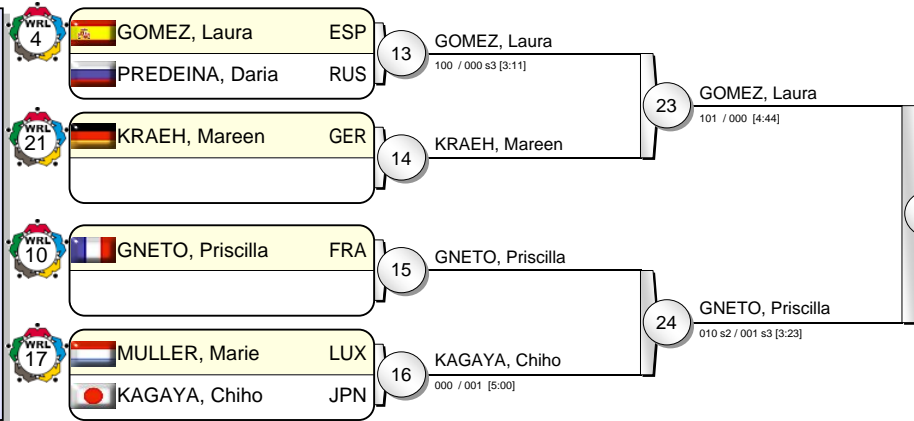 WRL
4
GOMEZ, Laura ESP
PREDEINA, Daria RUS
13
GOMEZ, Laura
100 / 000 s3 [3:11]
WRL
21
KRAEH, Mareen GER
14
KRAEH, Mareen
23
GOMEZ, Laura
101 / 000 [4:44]
WRL
10
GNETO, Priscilla FRA
15
GNETO, Priscilla
WRL
17
MULLER, Marie LUX
KAGAYA, Chiho JPN
16
KAGAYA, Chiho
000 / 001 [5:00]
24
GNETO, Priscilla
010 s2 / 001 s3 [3:23]